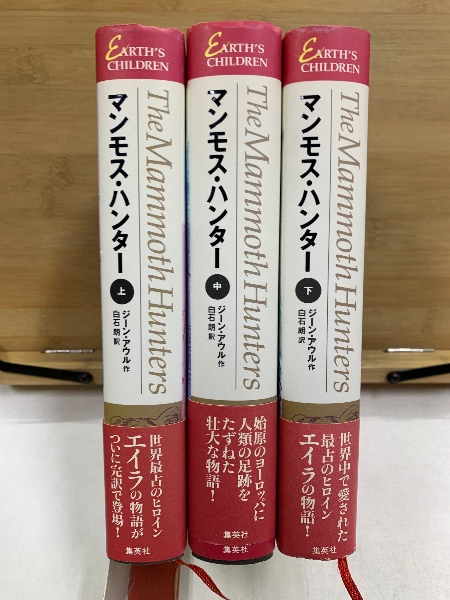 EARTH'S
CHILDREN
The Mammoth Hunters
マンモス・ハンター
上
ジーン・アウル 作
白石 朗 訳
世界最古のヒロイン
エイラの物語が
ついに完訳で登場!
集英社
EARTH'S
CHILDREN
The Mammoth Hunters
マンモス・ハンター
中
ジーン・アウル 作
白石 朗 訳
始原のヨーロッパに
人類の足跡を
たずねた
壮大な物語!
集英社
EARTH'S
CHILDREN
The Mammoth Hunters
マンモス・ハンター
下
ジーン・アウル 作
白石 朗 訳
世界中で愛された
最古のヒロイン
エイラの物語!
集英社